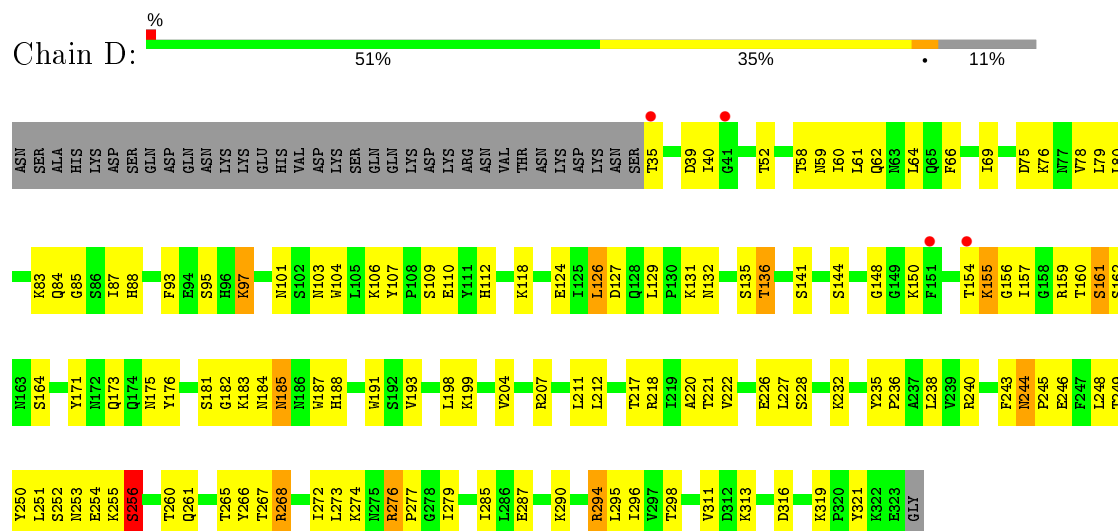 %
Chain D:
51% 35% • 11%
ASN SER ALA HIS LYS ASP SER GLN ASP GLN ASN LYS LYS GLU HIS VAL ASP LYS SER GLN GLN LYS ASP LYS ARG ASN VAL THR ASN LYS ASP LYS ASN SER T35 D39 I40 G41 T52 T58 N59 I60 L61 Q62 N63 L64 Q65 F66 I69 D75 K76 N77 V78 L79 L80
K83 Q84 G85 S86 I87 H88 F93 E94 S95 H96 K97 N101 S102 N103 W104 L105 K106 Y107 P108 S109 E110 Y111 H112 K118 E124 I125 L126 D127 Q128 L129 P130 K131 N132 S135 T136 S141 S144 G148 G149 K150 F151 T154 K155 G156 I157 G158 R159 T160 S161 S162
N163 S164 Y171 N172 Q173 Q174 N175 Y176 S181 G182 K183 N184 N185 N186 W187 H188 W191 S192 V193 L198 K199 V204 R207 L211 L212 T217 R218 I219 A220 T221 V222 E226 L227 S228 K232 Y235 P236 A237 L238 V239 R240 F243 N244 P245 E246 F247 L248 T249
Y250 L251 S252 N253 E254 K255 S256 T260 Q261 T265 Y266 T267 R268 L272 L273 K274 N275 R276 P277 G278 I279 I285 L286 E287 K290 R294 L295 I296 V297 T298 V311 D312 K313 D316 K319 P320 Y321 K322 E323 GLY